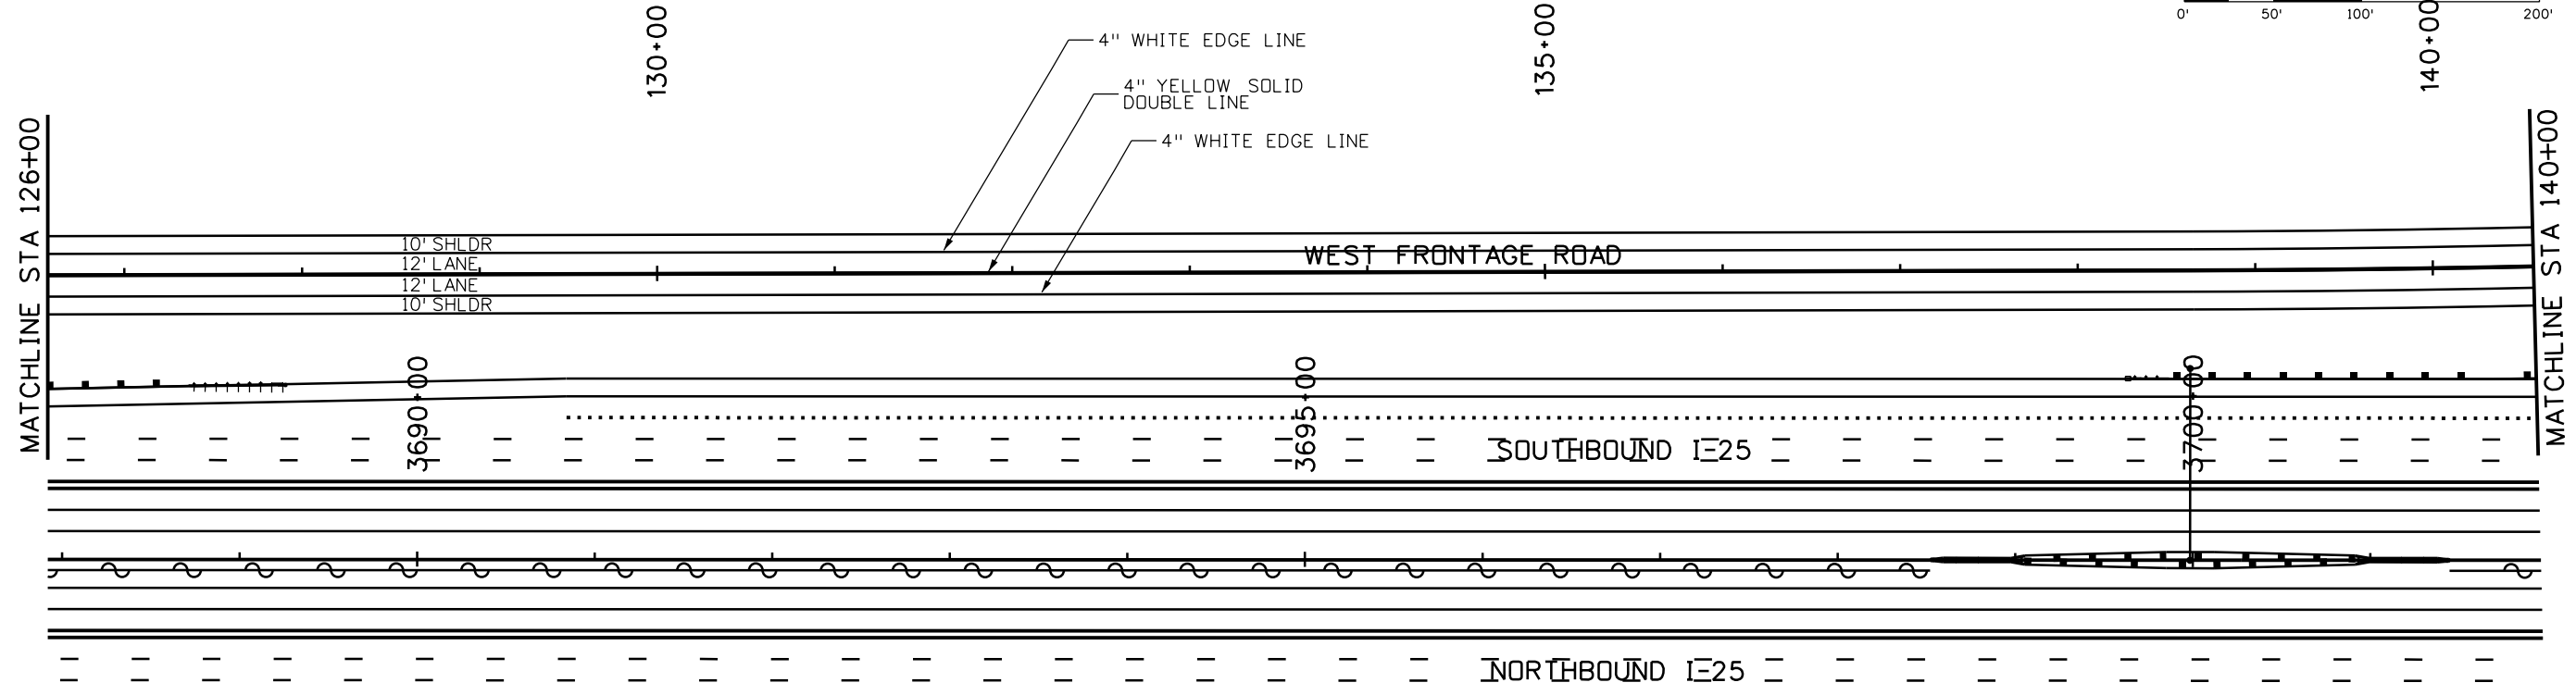 0' 50' 100' 200'
130+00
135+00
140+00
4" WHITE EDGE LINE
4" YELLOW SOLID
DOUBLE LINE
4" WHITE EDGE LINE
MATCHLINE STA 126+00
MATCHLINE STA 140+00
10' SHLDR
12' LANE
12' LANE
10' SHLDR
WEST FRONTAGE ROAD
3690+00
3695+00
3700+00
SOUTHBOUND I-25
NORTHBOUND I-25